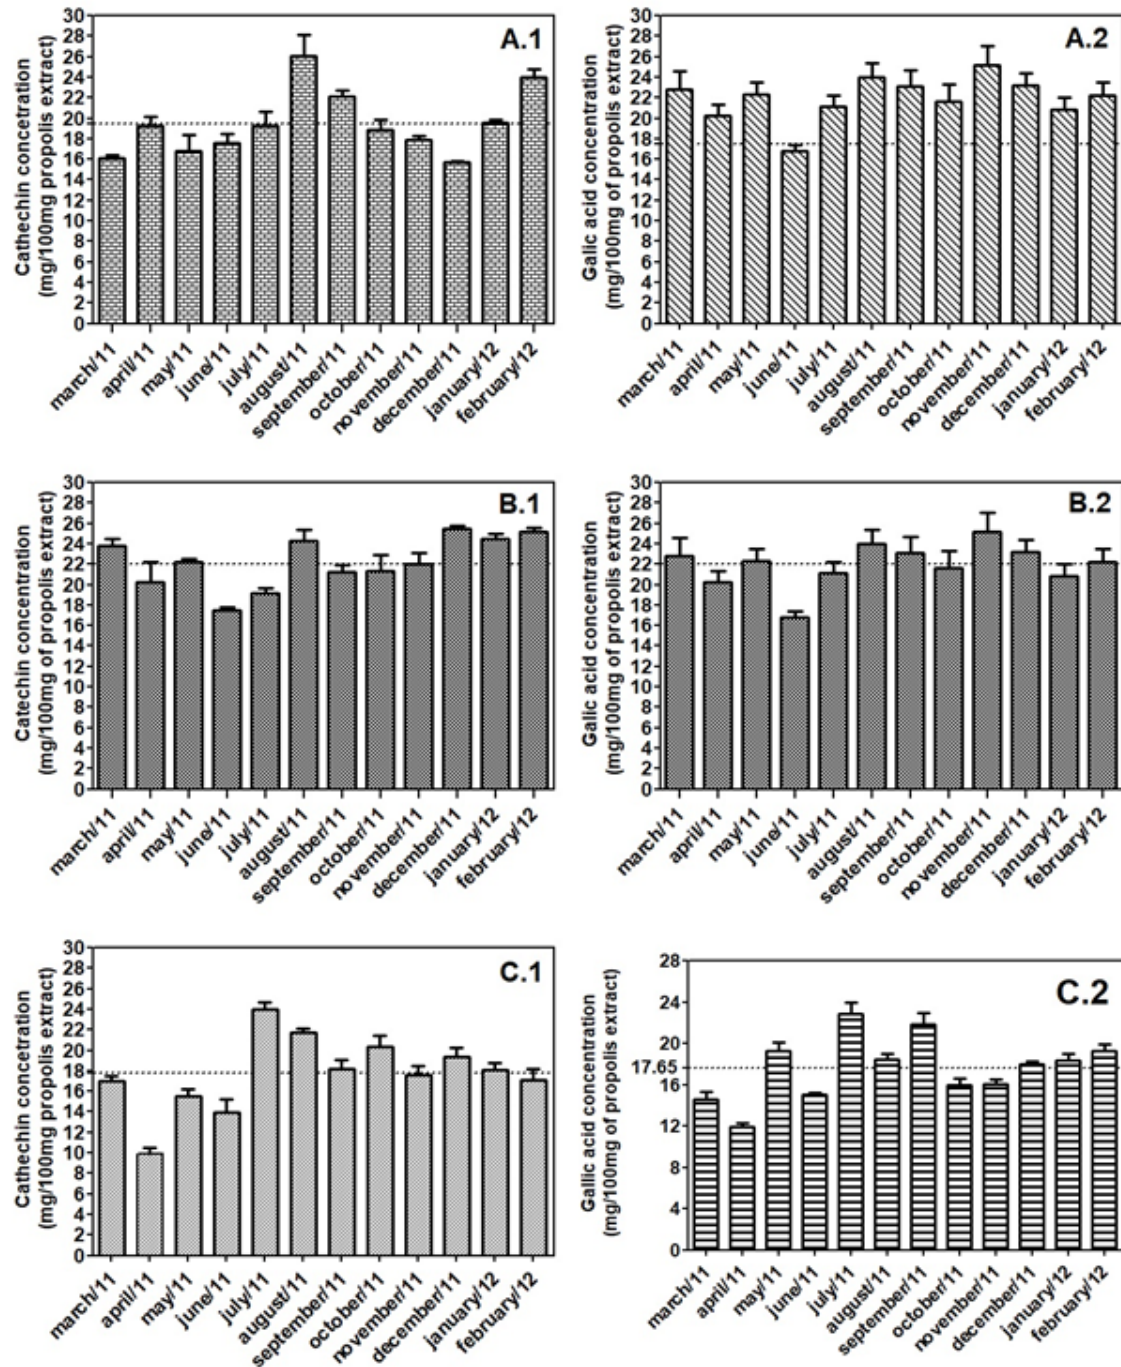 A.1
Cathechin concetration
(mg/100mg propolis extract)
30
28
26
24
22
20
18
16
14
12
10
8
6
4
2
0
march/11
april/11
may/11
june/11
july/11
august/11
september/11
october/11
november/11
december/11
january/12
february/12
A.2
Galic acid concentration
(mg/100mg of propolis extract)
30
28
26
24
22
20
18
16
14
12
10
8
6
4
2
0
march/11
april/11
may/11
june/11
july/11
august/11
september/11
october/11
november/11
december/11
january/12
february/12
B.1
Catechin concentration
(mg/100mg of propolis extract)
30
28
26
24
22
20
18
16
14
12
10
8
6
4
2
0
march/11
april/11
may/11
june/11
july/11
august/11
september/11
october/11
november/11
december/11
january/12
february/12
B.2
Galic acid concentration
(mg/100mg of propolis extract)
30
28
26
24
22
20
18
16
14
12
10
8
6
4
2
0
march/11
april/11
may/11
june/11
july/11
august/11
september/11
october/11
november/11
december/11
january/12
february/12
C.1
Cathechin concentration
(mg/100mg propolis extract)
30
28
26
24
22
20
18
16
14
12
10
8
6
4
2
0
march/11
april/11
may/11
june/11
july/11
august/11
september/11
october/11
november/11
december/11
january/12
february/12
C.2
Gallic acid concentration
(mg/100mg of propolis extract)
28
24
20
17.65
16
12
8
4
0
march/11
april/11
may/11
june/11
july/11
august/11
september/11
october/11
november/11
december/11
january/12
february/12